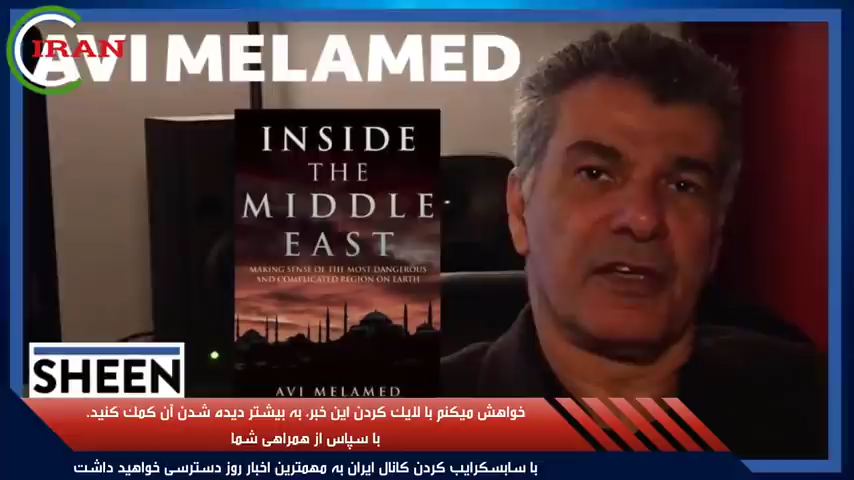 IRAN
AVI MELAMED
INSIDE
THE
MIDDLE
EAST
MAKING SENSE OF THE MOST DANGEROUS
AND COMPLICATED REGION ON EARTH
AVI MELAMED
SHEEN
خواهش میکنم با لایک کردن این خبر، به بیشتر دیده شدن آن کمک کنید.
با سپاس از همراهی شما
با سابسکرایب کردن کانال ایران به مهمترین اخبار روز دسترسی خواهید داشت